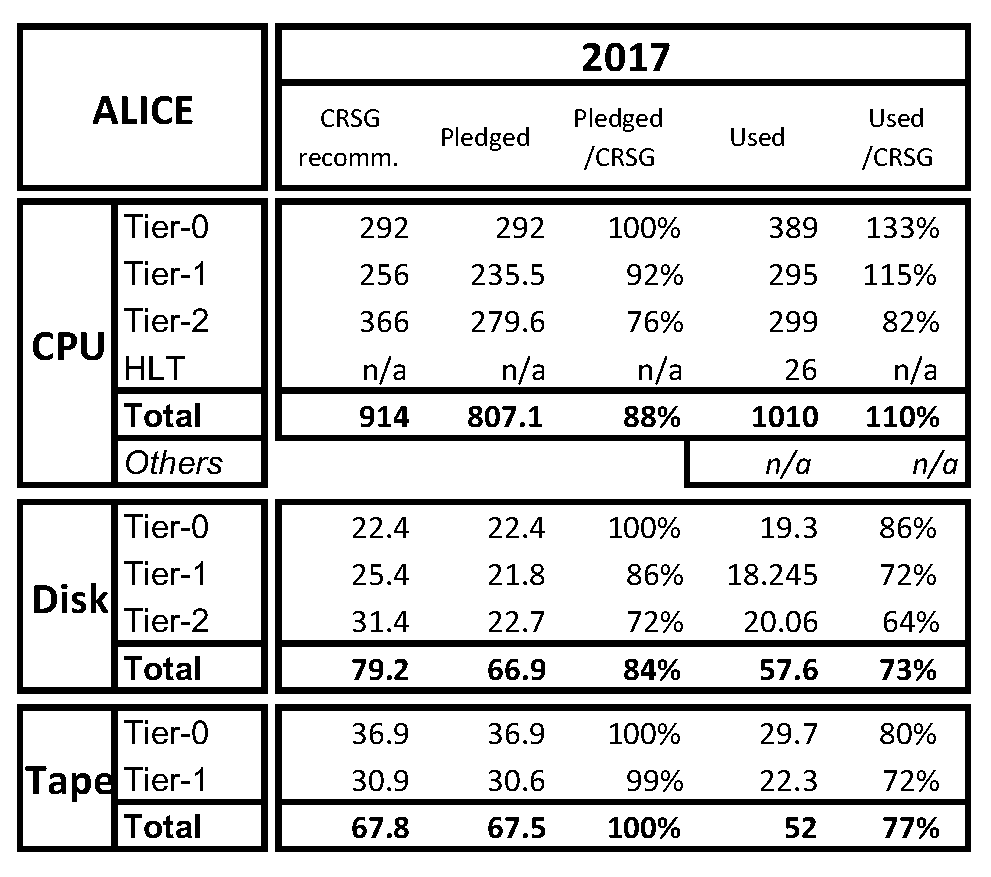 ALICE
2017
CRSG recomm. Pledged Pledged /CRSG Used Used /CRSG
CPU
Tier-0 292 292 100% 389 133%
Tier-1 256 235.5 92% 295 115%
Tier-2 366 279.6 76% 299 82%
HLT n/a n/a n/a 26 n/a
Total 914 807.1 88% 1010 110%
Others n/a n/a
Disk
Tier-0 22.4 22.4 100% 19.3 86%
Tier-1 25.4 21.8 86% 18.245 72%
Tier-2 31.4 22.7 72% 20.06 64%
Total 79.2 66.9 84% 57.6 73%
Tape
Tier-0 36.9 36.9 100% 29.7 80%
Tier-1 30.9 30.6 99% 22.3 72%
Total 67.8 67.5 100% 52 77%